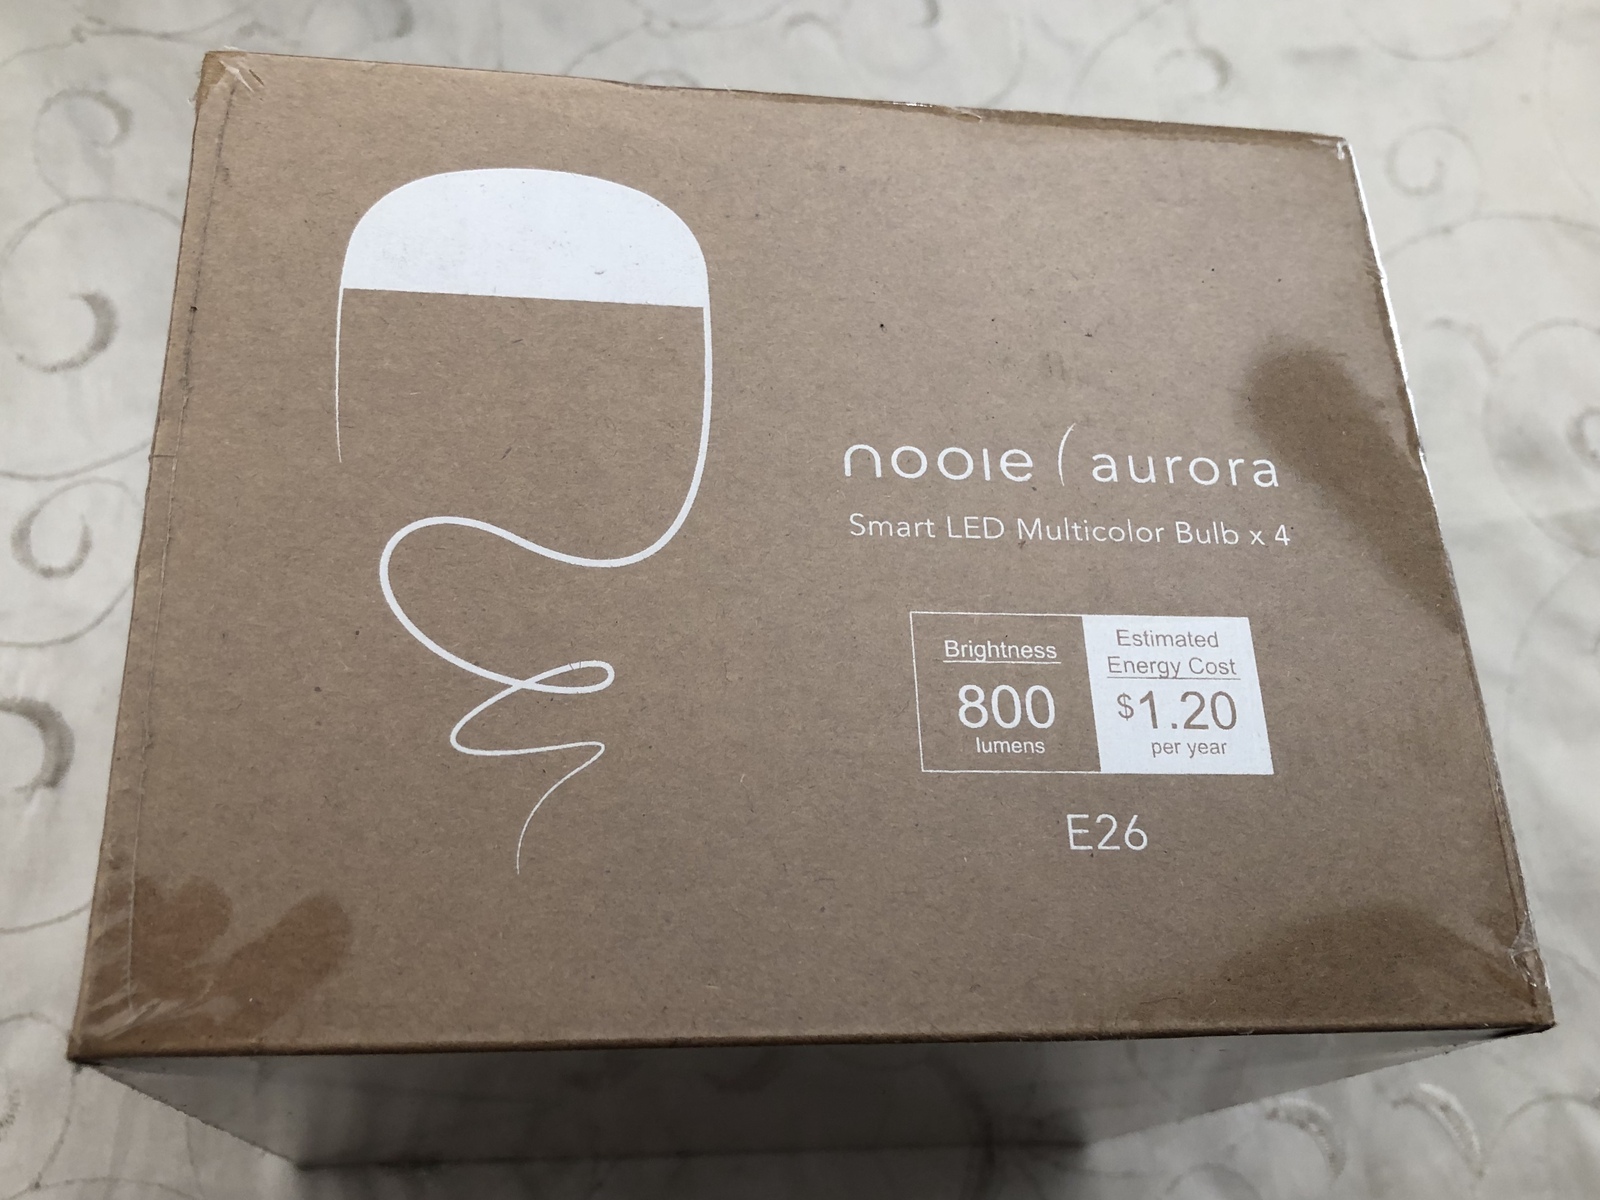 nooie ( aurora
Smart LED Multicolor Bulb x 4
Brightness
800
lumens
Estimated
Energy Cost
$1.20
per year
E26